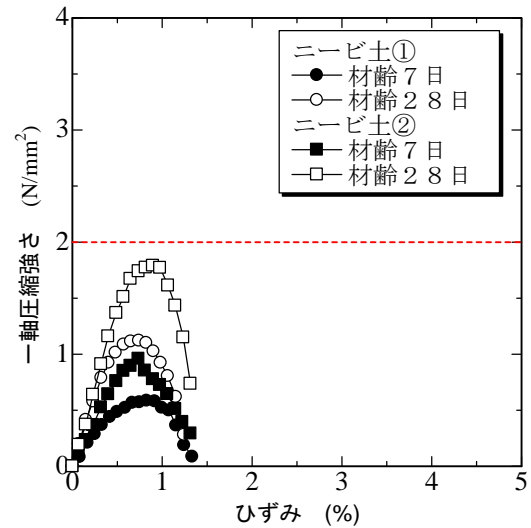 4
3
2
1
0
0
1
2
3
4
5
一軸圧縮強さ (N/mm²)
ひずみ (%)
ニービ土①
材齢７日
材齢２８日
ニービ土②
材齢７日
材齢２８日